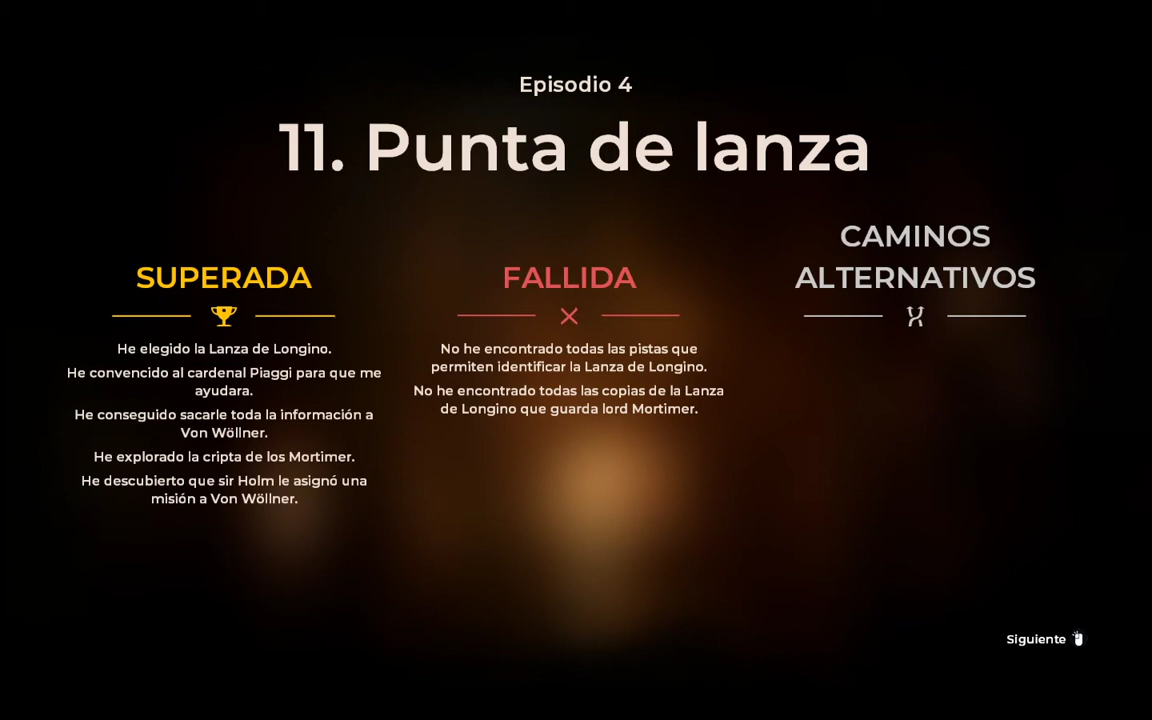 Episodio 4
11. Punta de lanza
SUPERADA
He elegido la Lanza de Longino.
He convencido al cardenal Piaggi para que me
ayudara.
He conseguido sacarle toda la información a
Von Wöllner.
He explorado la cripta de los Mortimer.
He descubierto que sir Holm le asignó una
misión a Von Wöllner.
FALLIDA
No he encontrado todas las pistas que
permiten identificar la Lanza de Longino.
No he encontrado todas las copias de la Lanza
de Longino que guarda lord Mortimer.
CAMINOS
ALTERNATIVOS
Siguiente